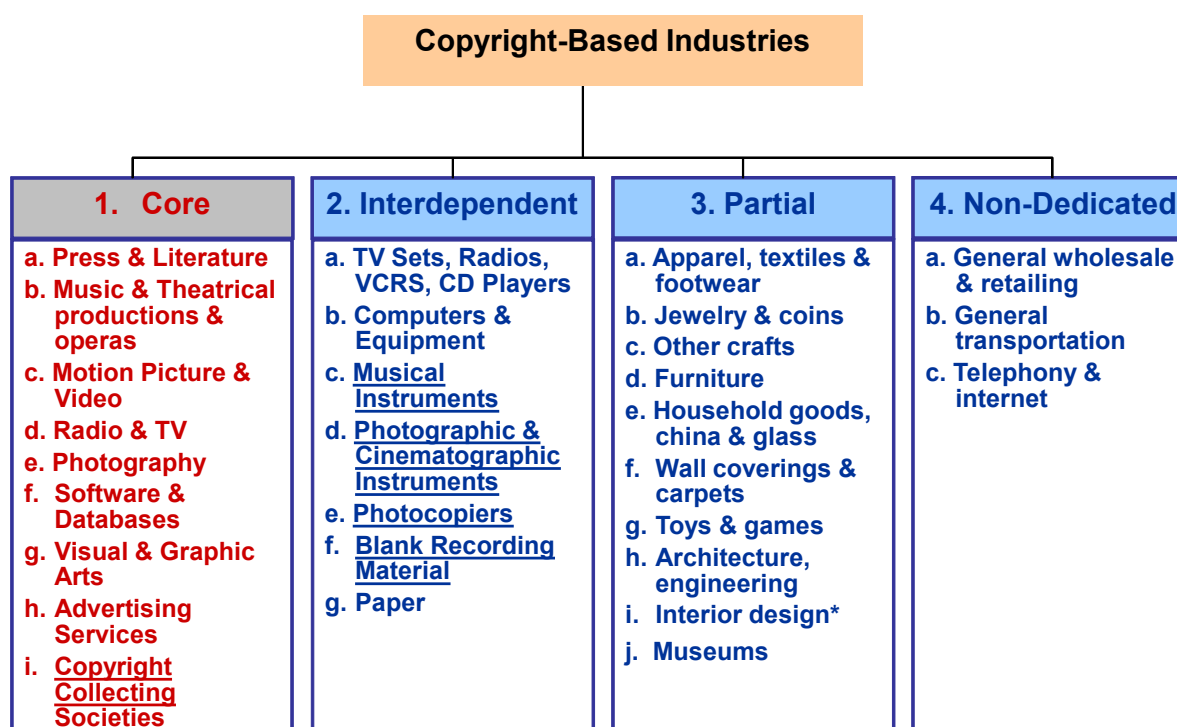 Copyright-Based Industries
1. Core
a. Press & Literature
b. Music & Theatrical
productions &
operas
c. Motion Picture &
Video
d. Radio & TV
e. Photography
f. Software &
Databases
g. Visual & Graphic
Arts
h. Advertising
Services
i. Copyright
Collecting
Societies
2. Interdependent
a. TV Sets, Radios,
VCRS, CD Players
b. Computers &
Equipment
c. Musical
Instruments
d. Photographic &
Cinematographic
Instruments
e. Photocopiers
f. Blank Recording
Material
g. Paper
3. Partial
a. Apparel, textiles &
footwear
b. Jewelry & coins
c. Other crafts
d. Furniture
e. Household goods,
china & glass
f. Wall coverings &
carpets
g. Toys & games
h. Architecture,
engineering
i. Interior design*
j. Museums
4. Non-Dedicated
a. General wholesale
& retailing
b. General
transportation
c. Telephony &
internet